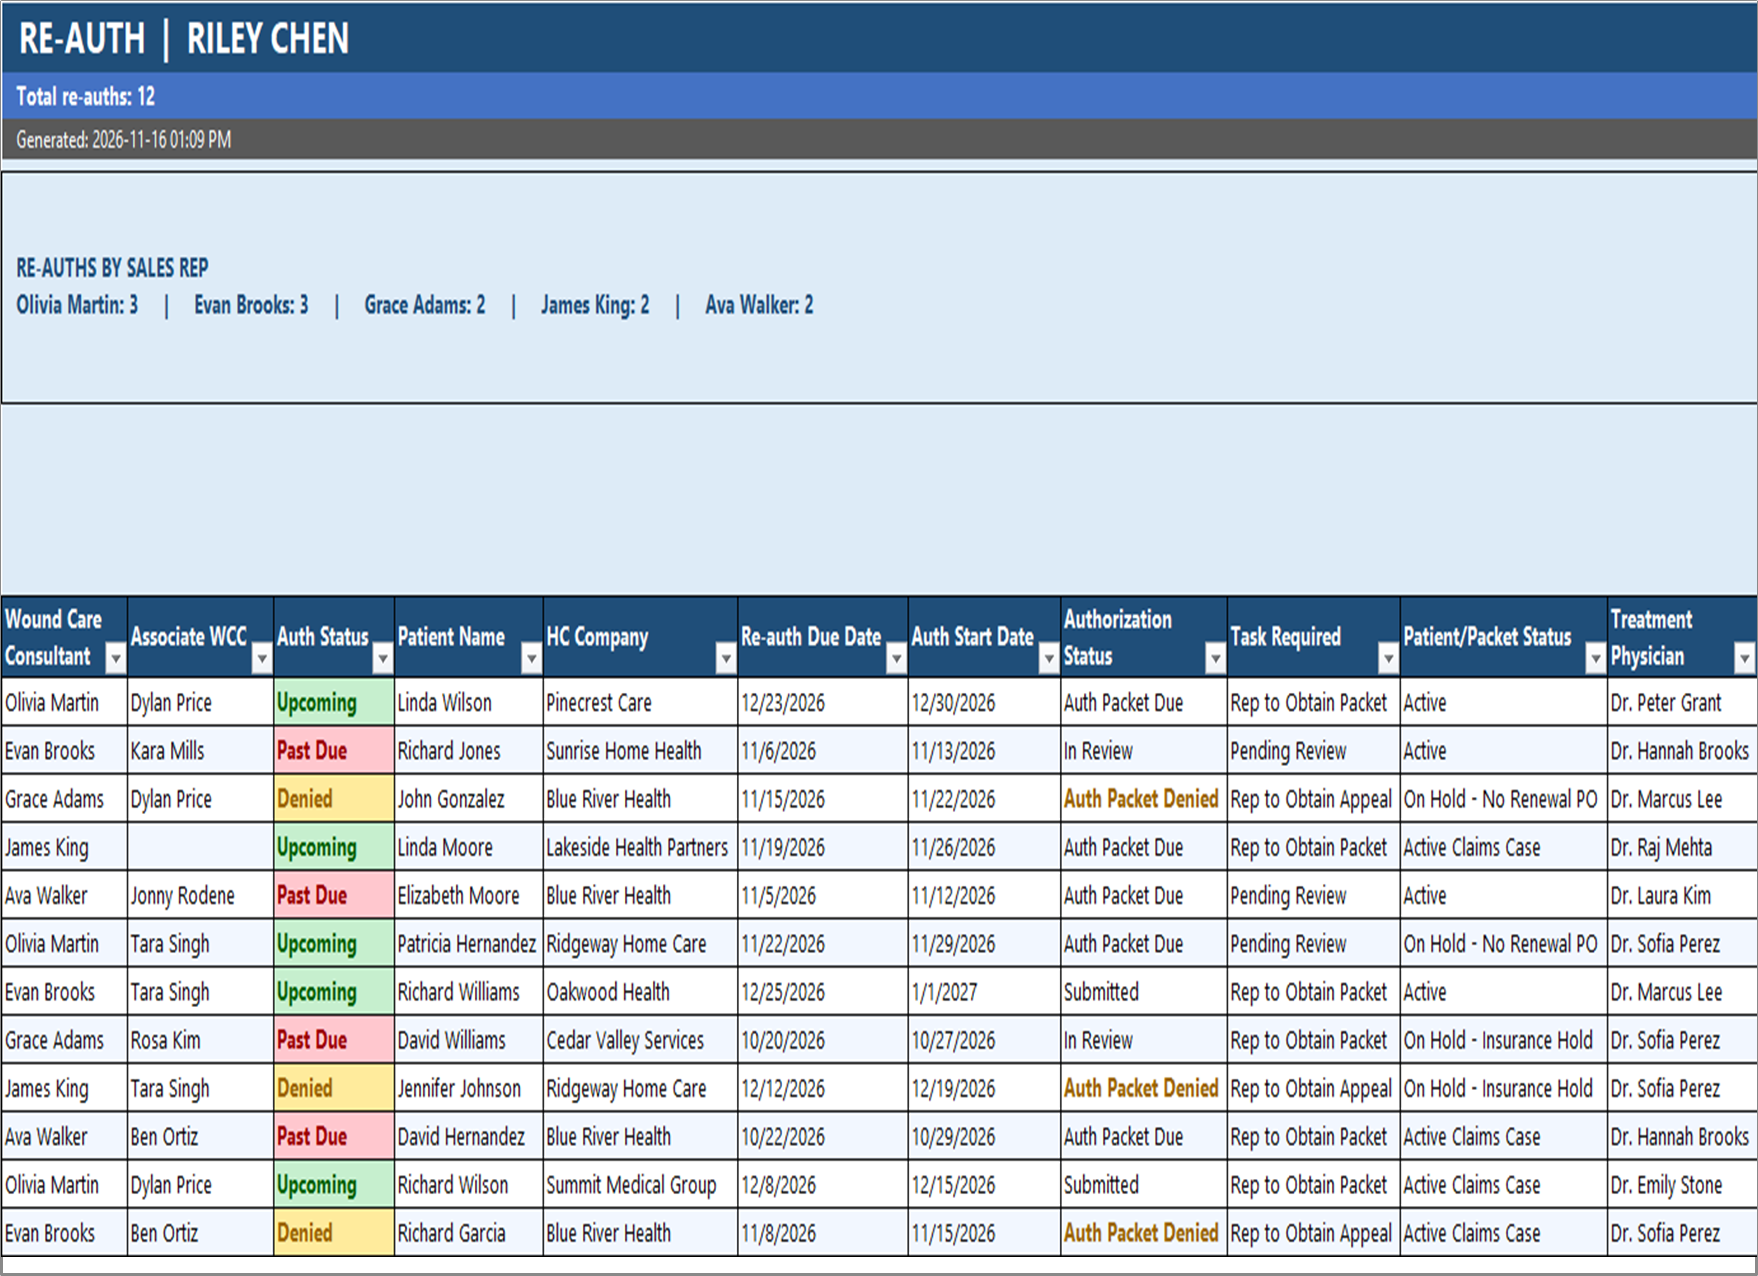 RE-AUTH | RILEY CHEN
Total re-auths: 12
Generated: 2026-11-16 01:09 PM
RE-AUTHS BY SALES REP
Olivia Martin: 3 | Evan Brooks: 3 | Grace Adams: 2 | James King: 2 | Ava Walker: 2
Wound Care Consultant Associate WCC Auth Status Patient Name HC Company Re-auth Due Date Auth Start Date Authorization Status Task Required Patient/Packet Status Treatment Physician
Olivia Martin Dylan Price Upcoming Linda Wilson Pinecrest Care 12/23/2026 12/30/2026 Auth Packet Due Rep to Obtain Packet Active Dr. Peter Grant
Evan Brooks Kara Mills Past Due Richard Jones Sunrise Home Health 11/6/2026 11/13/2026 In Review Pending Review Active Dr. Hannah Brooks
Grace Adams Dylan Price Denied John Gonzalez Blue River Health 11/15/2026 11/22/2026 Auth Packet Denied Rep to Obtain Appeal On Hold - No Renewal PO Dr. Marcus Lee
James King Upcoming Linda Moore Lakeside Health Partners 11/19/2026 11/26/2026 Auth Packet Due Rep to Obtain Packet Active Claims Case Dr. Raj Mehta
Ava Walker Jonny Rodene Past Due Elizabeth Moore Blue River Health 11/5/2026 11/12/2026 Auth Packet Due Pending Review Active Dr. Laura Kim
Olivia Martin Tara Singh Upcoming Patricia Hernandez Ridgeway Home Care 11/22/2026 11/29/2026 Auth Packet Due Pending Review On Hold - No Renewal PO Dr. Sofia Perez
Evan Brooks Tara Singh Upcoming Richard Williams Oakwood Health 12/25/2026 1/1/2027 Submitted Rep to Obtain Packet Active Dr. Marcus Lee
Grace Adams Rosa Kim Past Due David Williams Cedar Valley Services 10/20/2026 10/27/2026 In Review Rep to Obtain Packet On Hold - Insurance Hold Dr. Sofia Perez
James King Tara Singh Denied Jennifer Johnson Ridgeway Home Care 12/12/2026 12/19/2026 Auth Packet Denied Rep to Obtain Appeal On Hold - Insurance Hold Dr. Sofia Perez
Ava Walker Ben Ortiz Past Due David Hernandez Blue River Health 10/22/2026 10/29/2026 Auth Packet Due Rep to Obtain Packet Active Claims Case Dr. Hannah Brooks
Olivia Martin Dylan Price Upcoming Richard Wilson Summit Medical Group 12/8/2026 12/15/2026 Submitted Rep to Obtain Packet Active Claims Case Dr. Emily Stone
Evan Brooks Ben Ortiz Denied Richard Garcia Blue River Health 11/8/2026 11/15/2026 Auth Packet Denied Rep to Obtain Appeal Active Claims Case Dr. Sofia Perez